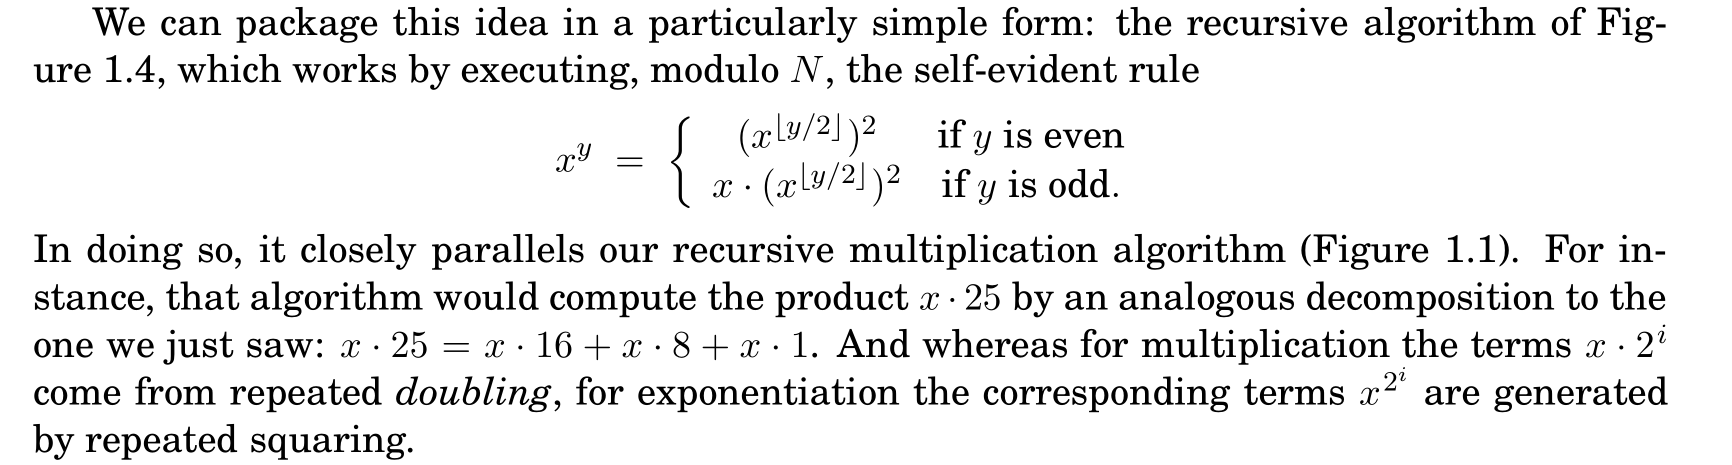 We can package this idea in a particularly simple form: the recursive algorithm of Fig-
ure 1.4, which works by executing, modulo N, the self-evident rule
x^y = { (x^{⌊y/2⌋})^2 if y is even
x · (x^{⌊y/2⌋})^2 if y is odd.
In doing so, it closely parallels our recursive multiplication algorithm (Figure 1.1). For in-
stance, that algorithm would compute the product x · 25 by an analogous decomposition to the
one we just saw: x · 25 = x · 16 + x · 8 + x · 1. And whereas for multiplication the terms x · 2^i
come from repeated doubling, for exponentiation the corresponding terms x^{2^i} are generated
by repeated squaring.